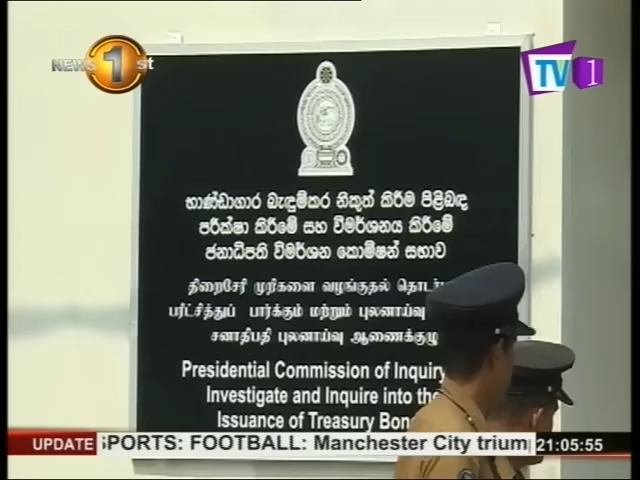 NEWS 1st
TV 1
භාණ්ඩාගාර බැඳුම්කර නිකුත් කිරීම පිළිබඳ
පරීක්ෂා කිරීමේ සහ විමර්ශනය කිරීමේ
ජනාධිපති විමර්ශන කොමිෂන් සභාව
திறைசேரி முறிகளை வழங்குதல் தொடர்
பரீட்சித்துப் பார்க்கும் மற்றும் புலனாய்வு
சனாதிபதி புலனாய்வு ஆணைக்குழு
Presidential Commission of Inquiry
Investigate and Inquire into the
Issuance of Treasury Bon
UPDATE SPORTS: FOOTBALL: Manchester City trium 21:05:55